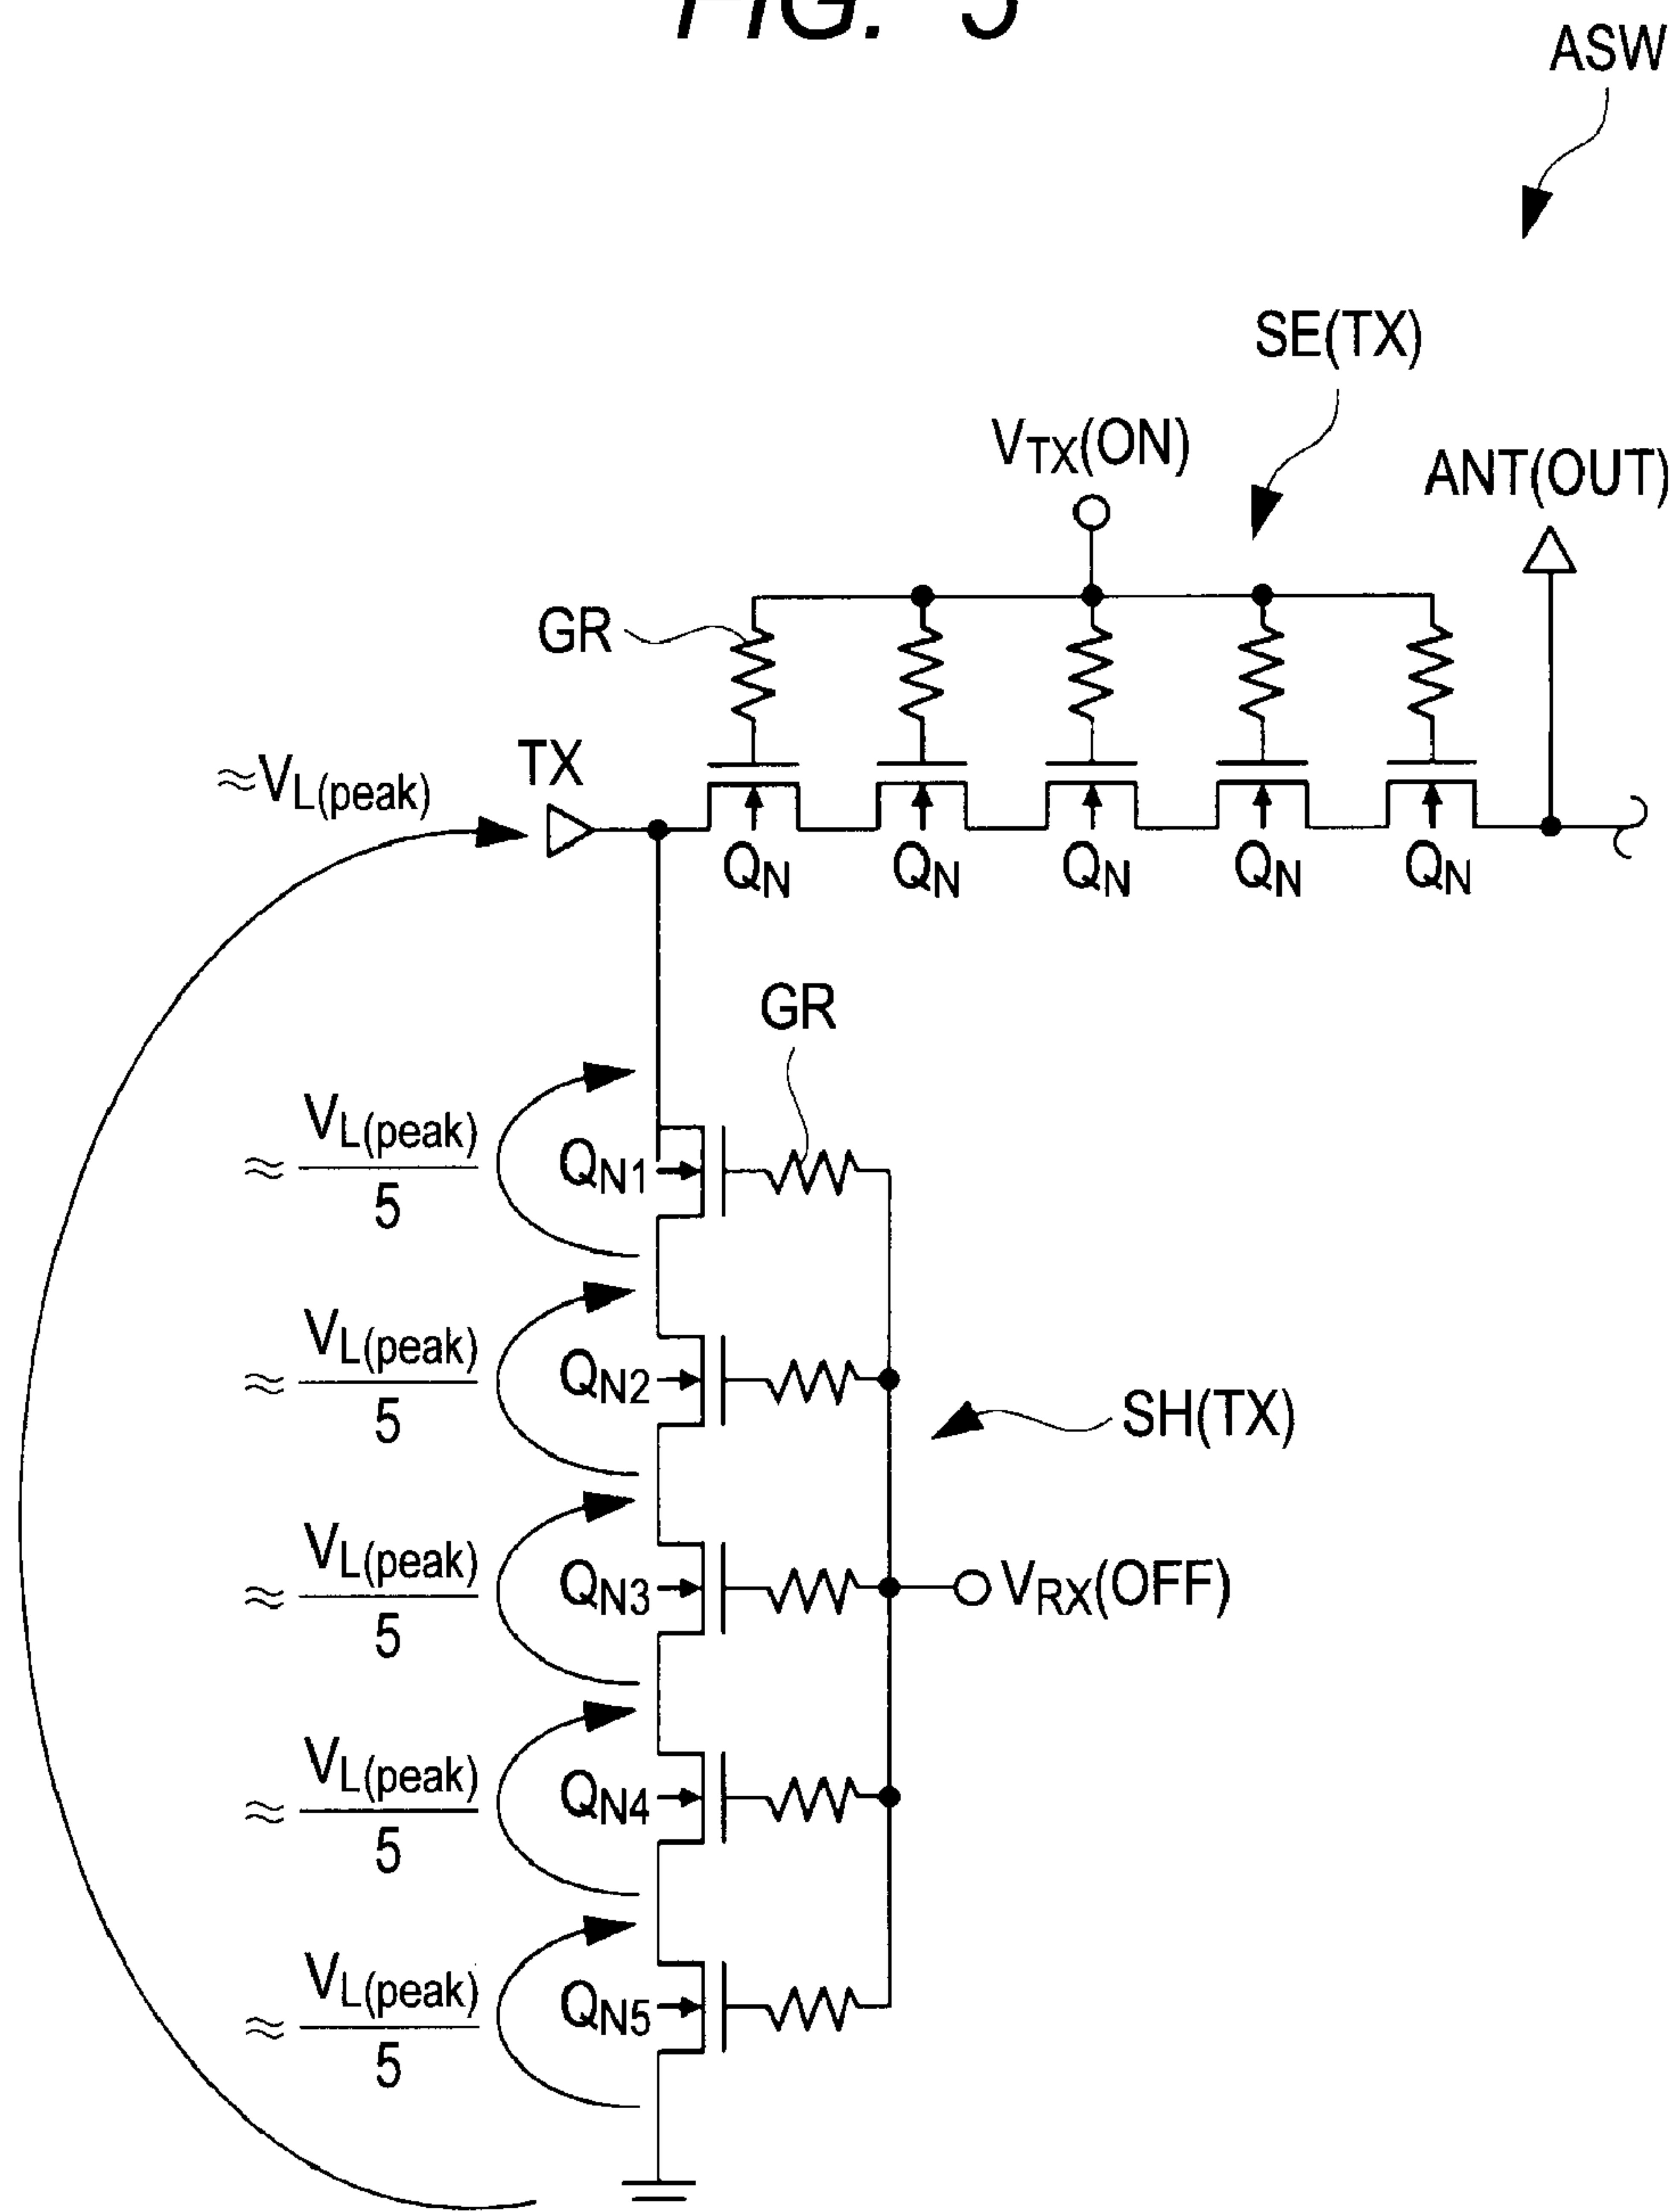 FIG. 5
ASW
SE(TX)
VTX(ON)
ANT(OUT)
GR
≈VL(peak)
TX
QN QN QN QN QN
GR
≈ VL(peak)/5
QN1
≈ VL(peak)/5
QN2
SH(TX)
≈ VL(peak)/5
QN3
VRX(OFF)
≈ VL(peak)/5
QN4
≈ VL(peak)/5
QN5